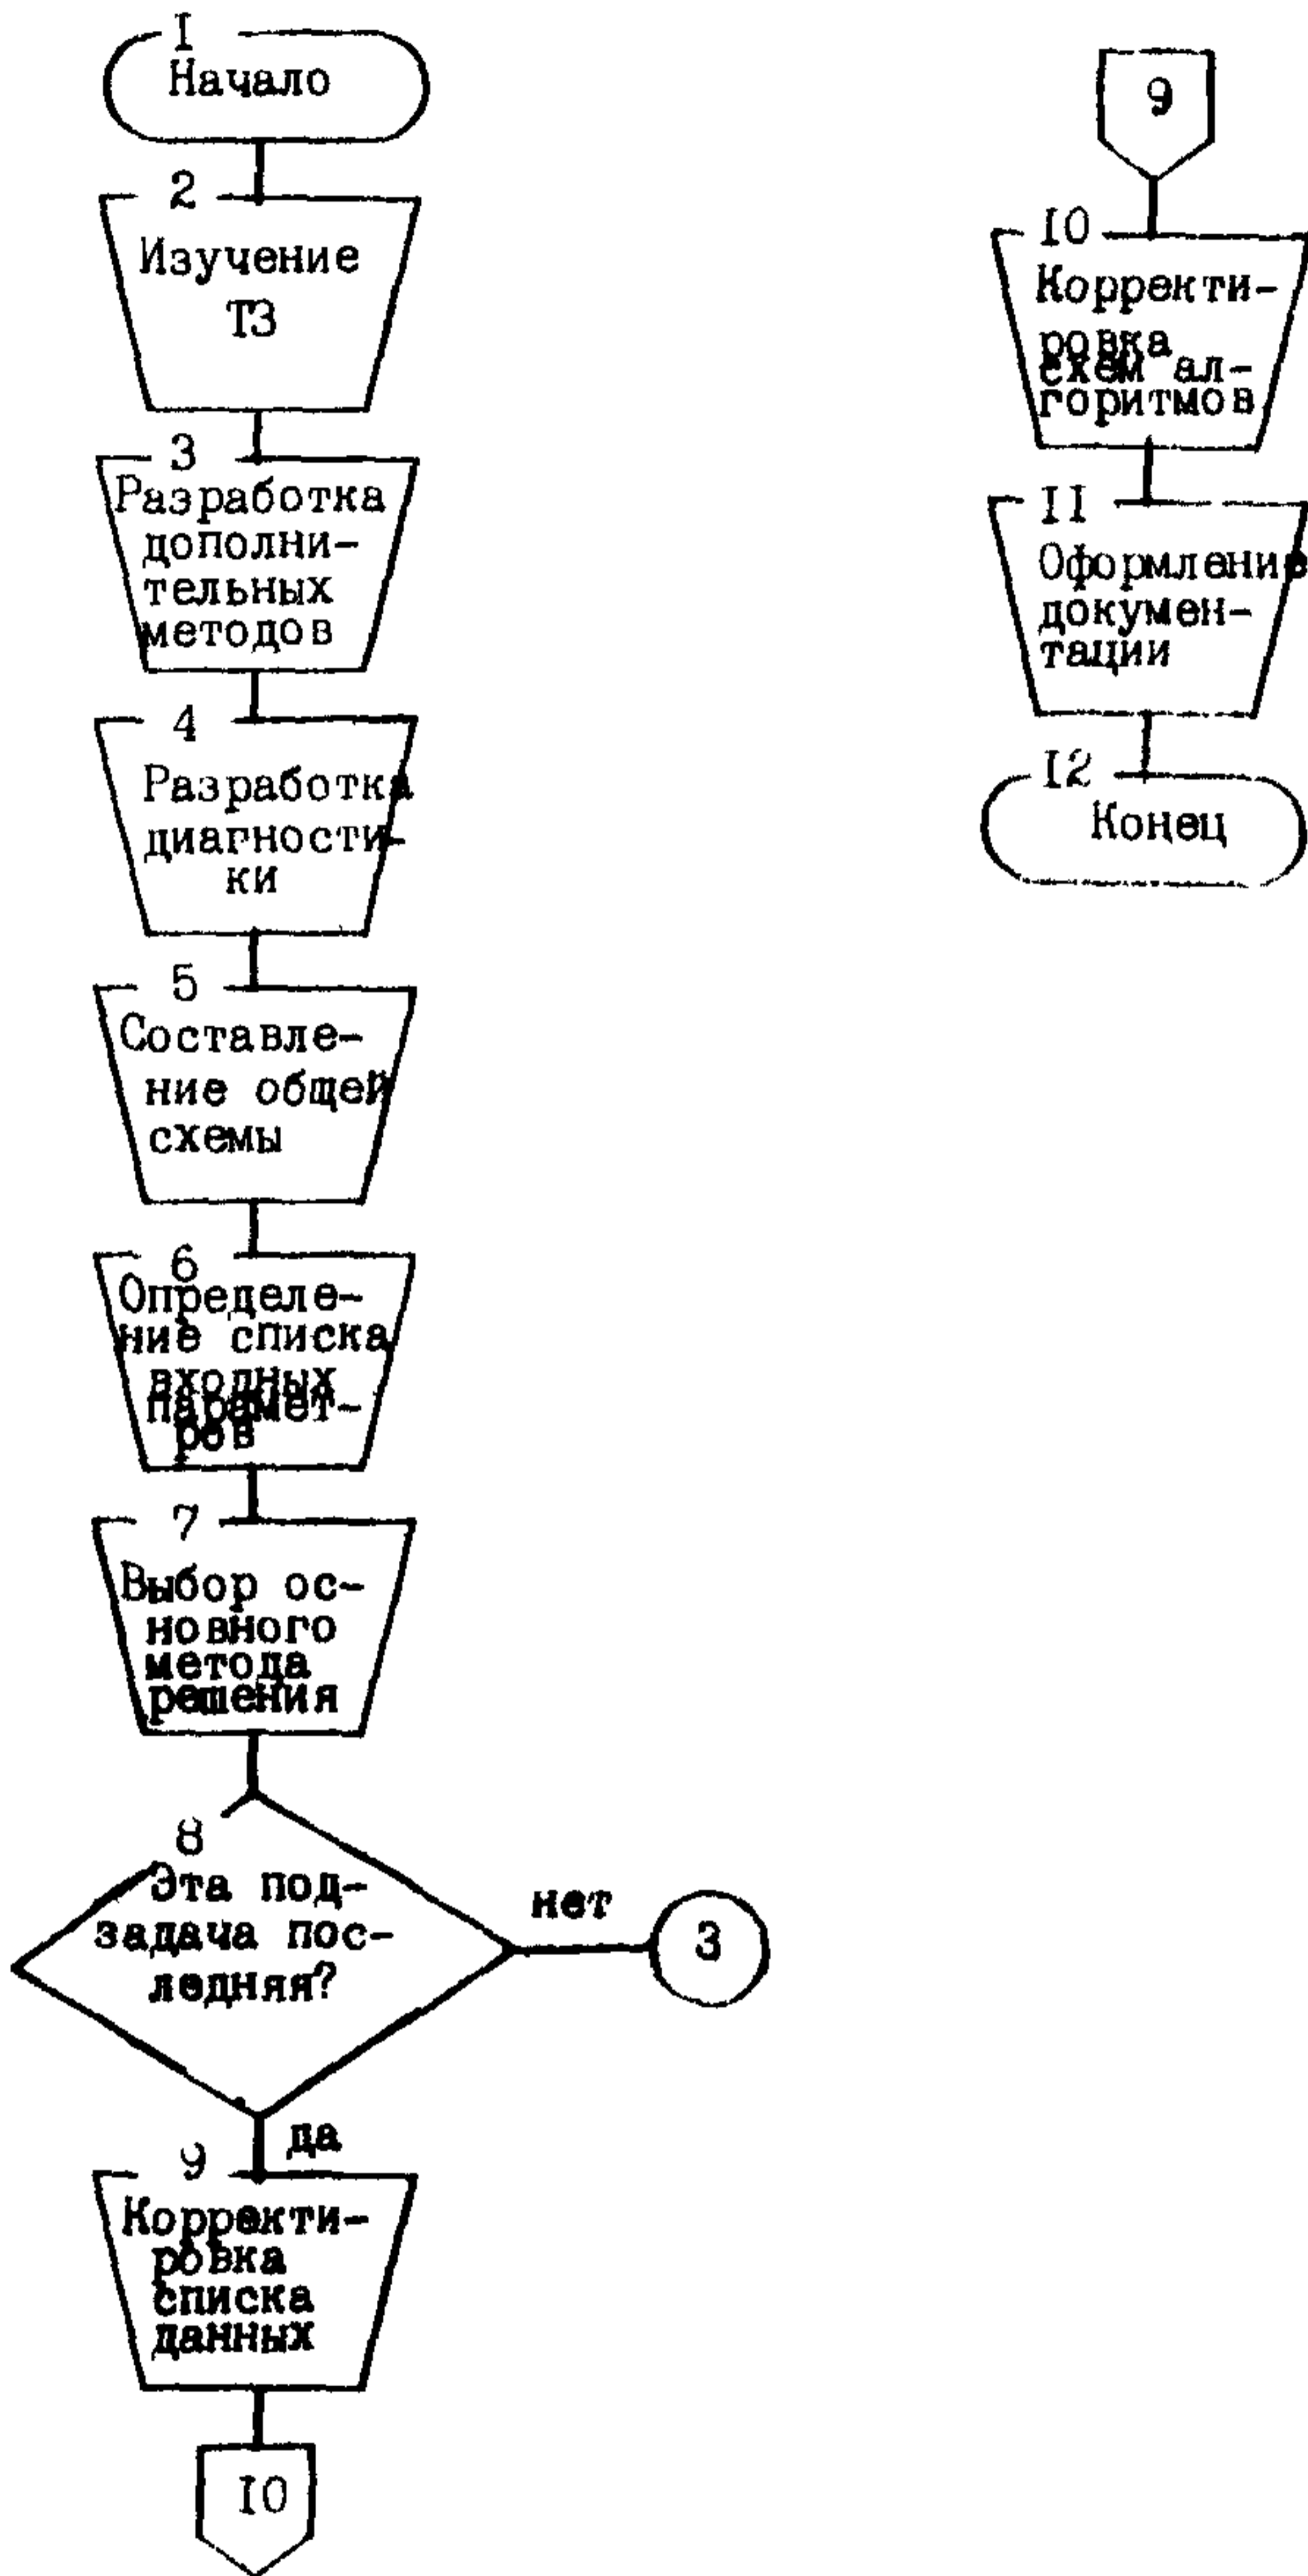 I
Начало
2
Изучение
ТЗ
3
Разработка
дополни-
тельных
методов
4
Разработка
диагности-
ки
5
Составле-
ние общей
схемы
6
Определе-
ние списка
входных
парамет-
ров
7
Выбор ос-
новного
метода
решения
8
Эта под-
задача пос-
ледняя?
нет
3
да
9
Корректи-
ровка
списка
данных
I0
9
I0
Корректи-
ровка
схем ал-
горитмов
II
Оформление
докумен-
тации
I2
Конец